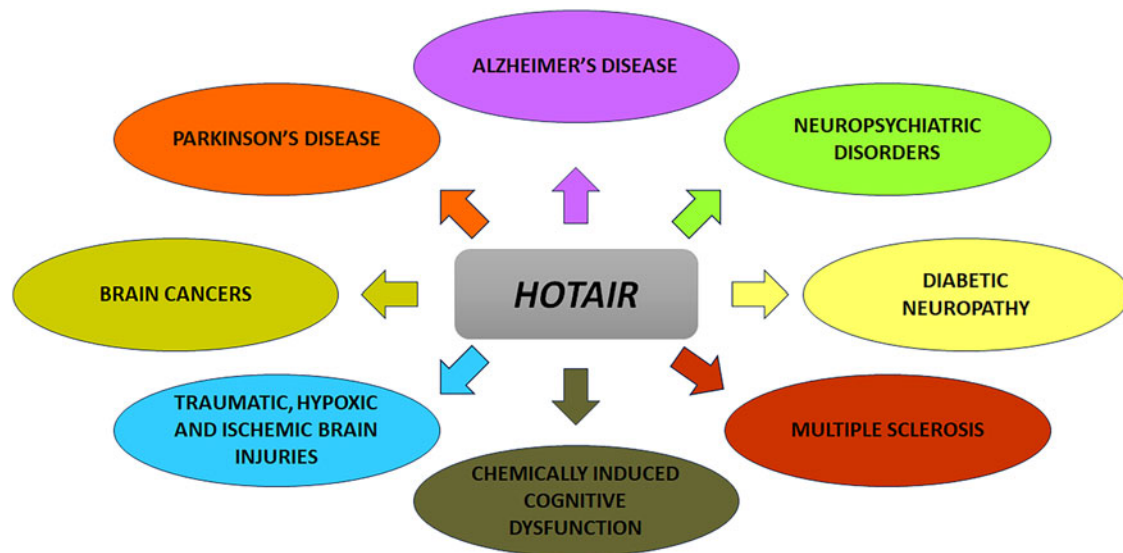 ALZHEIMER'S DISEASE
PARKINSON'S DISEASE
NEUROPSYCHIATRIC
DISORDERS
BRAIN CANCERS
HOTAIR
DIABETIC
NEUROPATHY
TRAUMATIC, HYPOXIC
AND ISCHEMIC BRAIN
INJURIES
MULTIPLE SCLEROSIS
CHEMICALLY INDUCED
COGNITIVE
DYSFUNCTION